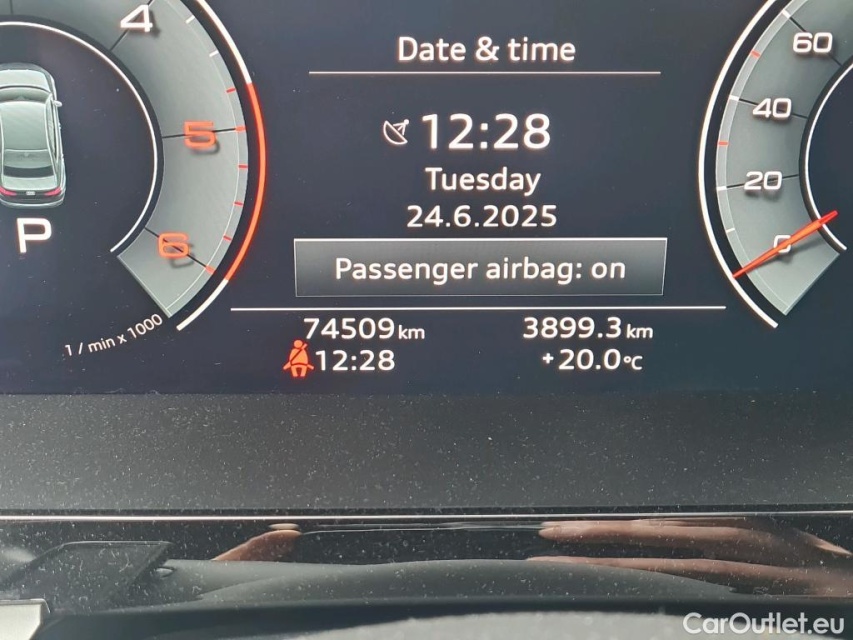 Date & time
12:28
Tuesday
24.6.2025
Passenger airbag: on
74509 km 3899.3 km
12:28 +20.0 °C
4
5
6
1 / min x 1000
P
60
40
20
0
CarOutlet.eu